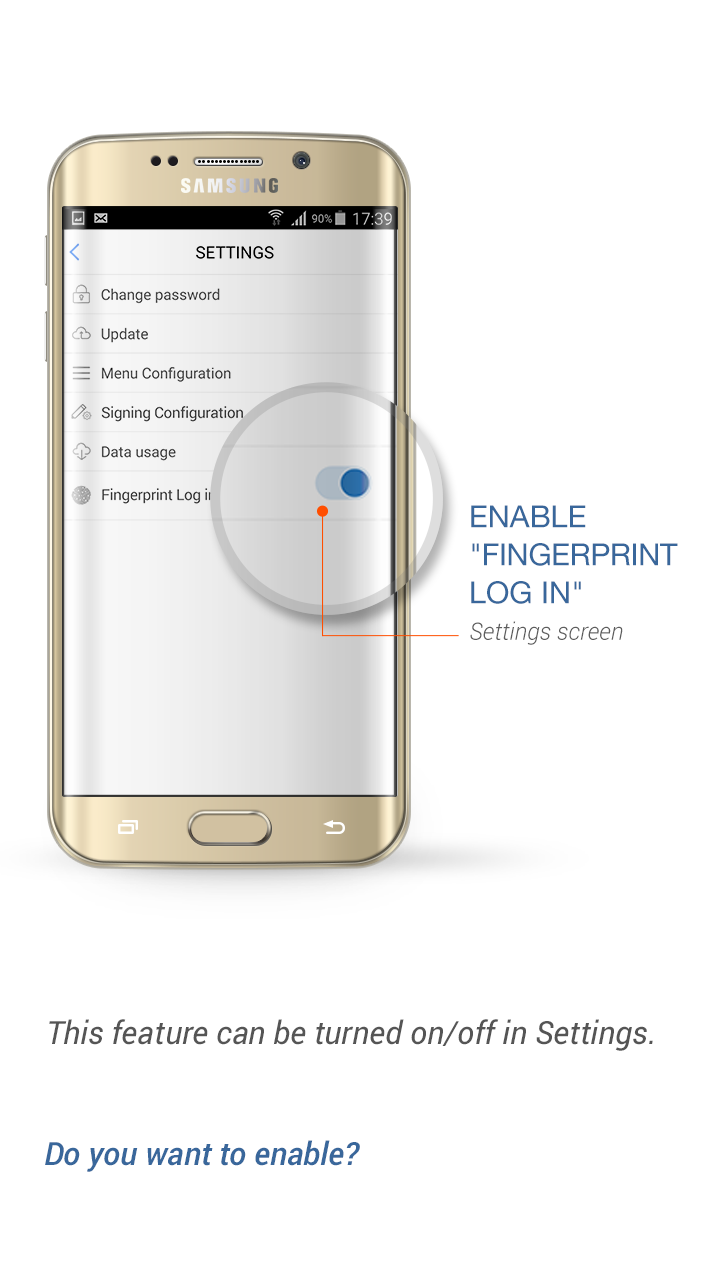 SAMSUNG
90% 17:39
SETTINGS
Change password
Update
Menu Configuration
Signing Configuration
Data usage
Fingerprint Log in
ENABLE
"FINGERPRINT
LOG IN"
Settings screen
This feature can be turned on/off in Settings.
Do you want to enable?